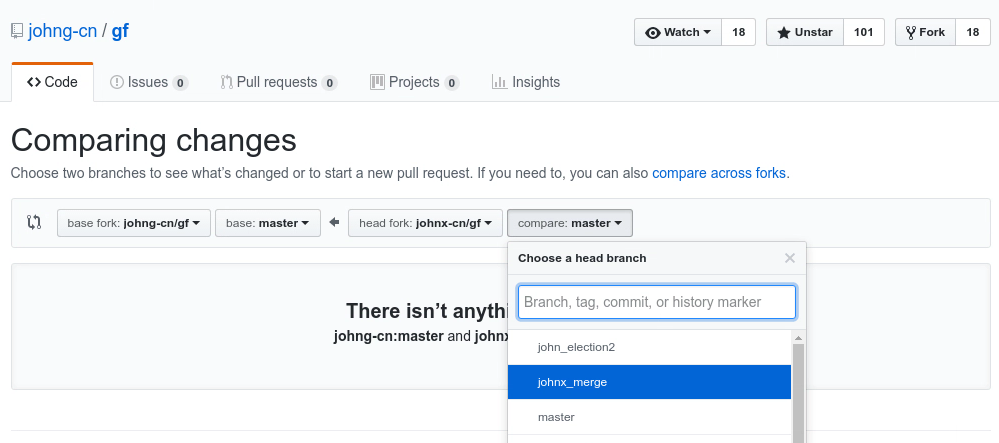 johng-cn / gf
Watch 18 Unstar 101 Fork 18
Code Issues 0 Pull requests 0 Projects 0 Insights
Comparing changes
Choose two branches to see what's changed or to start a new pull request. If you need to, you can also compare across forks.
base fork: johng-cn/gf base: master head fork: johnx-cn/gf compare: master
Choose a head branch
Branch, tag, commit, or history marker
There isn't
johng-cn:master and
john_election2
johnx_merge
master